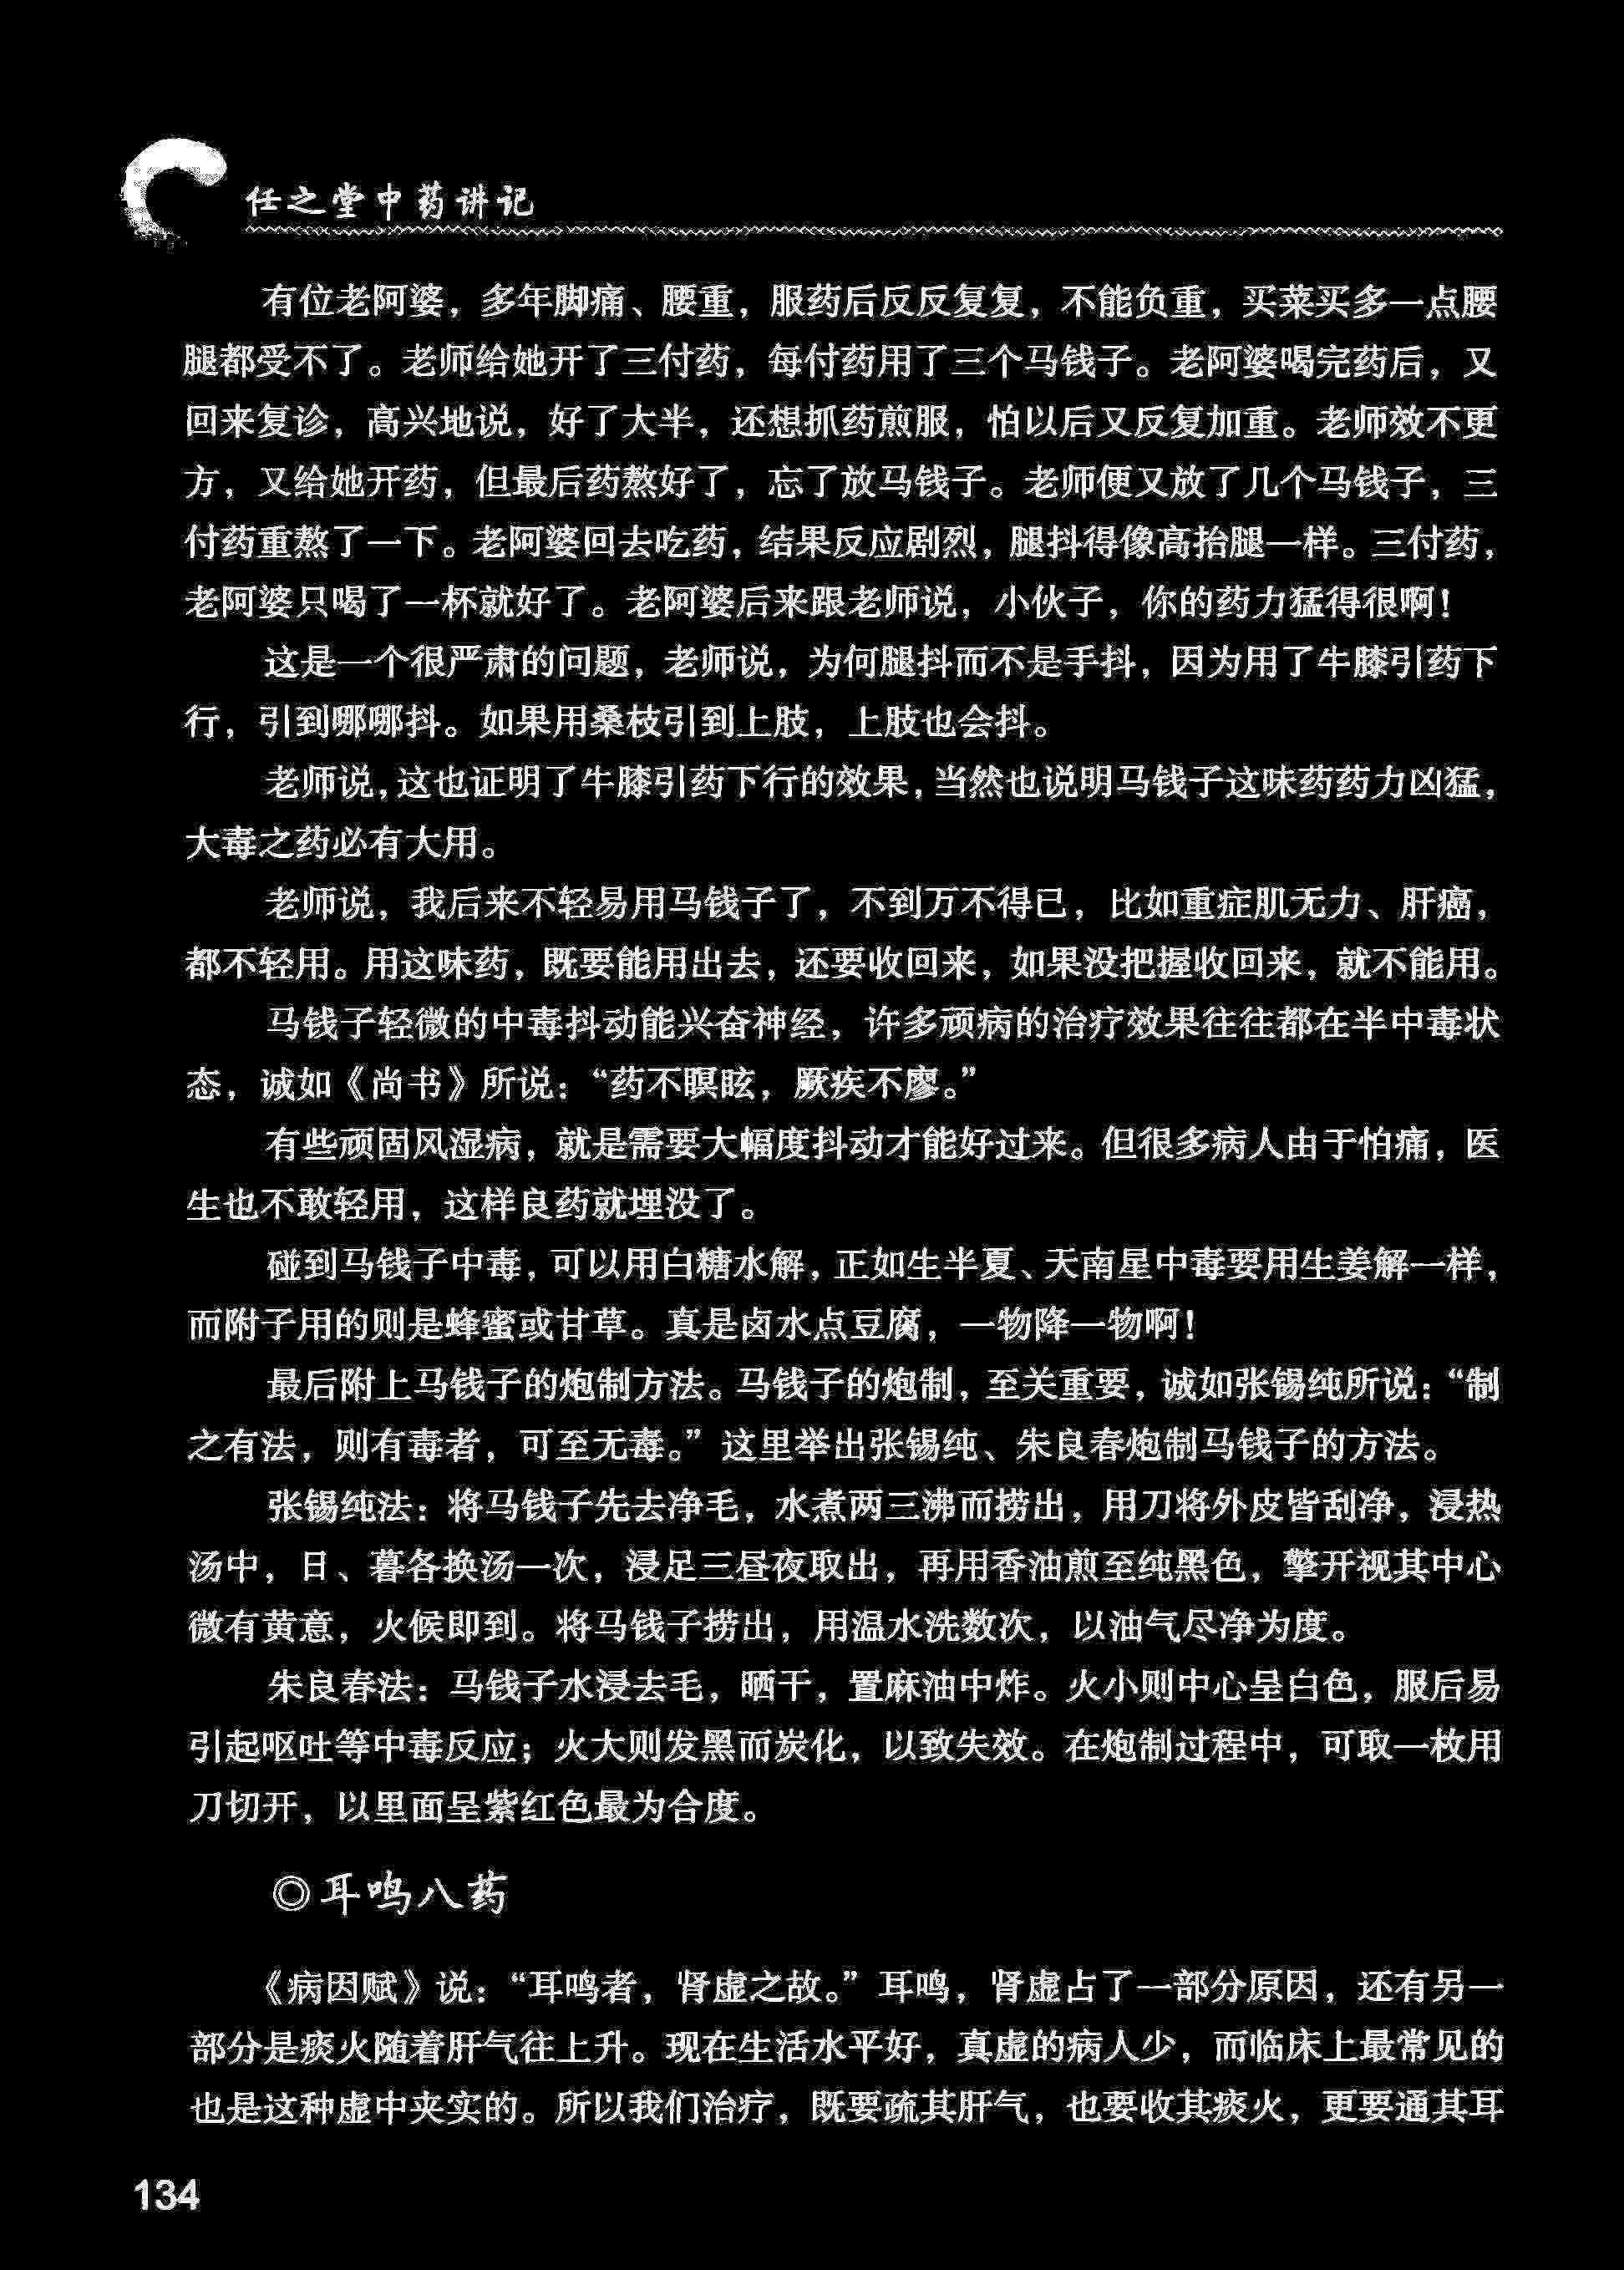 任之堂中药讲记
有位老阿婆，多年脚痛、腰重，服药后反反复复，不能负重，买菜买多一点腰
腿都受不了。老师给她开了三付药，每付药用了三个马钱子。老阿婆喝完药后，又
回来复诊，高兴地说，好了大半，还想抓药煎服，怕以后又反复加重。老师效不更
方，又给她开药，但最后药熬好了，忘了放马钱子。老师便又放了几个马钱子，三
付药重熬了一下。老阿婆回去吃药，结果反应剧烈，腿抖得像高抬腿一样。三付药，
老阿婆只喝了一杯就好了。老阿婆后来跟老师说，小伙子，你的药力猛得很啊！
这是一个很严肃的问题，老师说，为何腿抖而不是手抖，因为用了牛膝引药下
行，引到哪哪抖。如果用桑枝引到上肢，上肢也会抖。
老师说，这也证明了牛膝引药下行的效果，当然也说明马钱子这味药药力凶猛，
大毒之药必有大用。
老师说，我后来不轻易用马钱子了，不到万不得已，比如重症肌无力、肝癌，
都不轻用。用这味药，既要能用出去，还要收回来，如果没把握收回来，就不能用。
马钱子轻微的中毒抖动能兴奋神经，许多顽病的治疗效果往往都在半中毒状
态，诚如《尚书》所说：“药不瞑眩，厥疾不廖。”
有些顽固风湿病，就是需要大幅度抖动才能好过来。但很多病人由于怕痛，医
生也不敢轻用，这样良药就埋没了。
碰到马钱子中毒，可以用白糖水解，正如生半夏、天南星中毒要用生姜解一样，
而附子用的则是蜂蜜或甘草。真是卤水点豆腐，一物降一物啊！
最后附上马钱子的炮制方法。马钱子的炮制，至关重要，诚如张锡纯所说：“制
之有法，则有毒者，可至无毒。”这里举出张锡纯、朱良春炮制马钱子的方法。
张锡纯法：将马钱子先去净毛，水煮两三沸而捞出，用刀将外皮皆刮净，浸热
汤中，日、暮各换汤一次，浸足三昼夜取出，再用香油煎至纯黑色，擎开视其中心
微有黄意，火候即到。将马钱子捞出，用温水洗数次，以油气尽净为度。
朱良春法：马钱子水浸去毛，晒干，置麻油中炸。火小则中心呈白色，服后易
引起呕吐等中毒反应；火大则发黑而炭化，以致失效。在炮制过程中，可取一枚用
刀切开，以里面呈紫红色最为合度。
◎耳鸣八药
《病因赋》说：“耳鸣者，肾虚之故。”耳鸣，肾虚占了一部分原因，还有另一
部分是痰火随着肝气往上升。现在生活水平好，真虚的病人少，而临床上最常见的
也是这种虚中夹实的。所以我们治疗，既要疏其肝气，也要收其痰火，更要通其耳
134